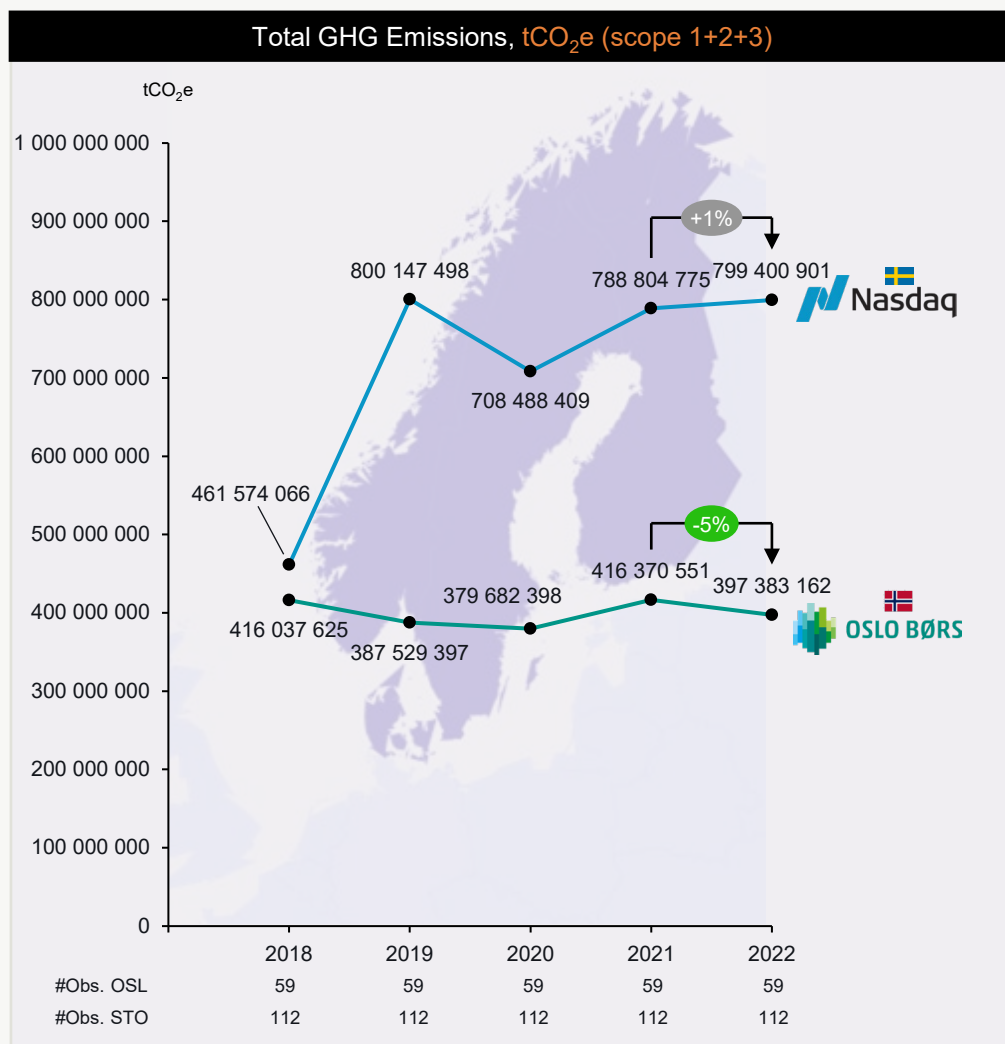 Total GHG Emissions, tCO₂e (scope 1+2+3)
tCO₂e
1 000 000 000
900 000 000
800 000 000
700 000 000
600 000 000
500 000 000
400 000 000
300 000 000
200 000 000
100 000 000
0
+1%
800 147 498
788 804 775
799 400 901
Nasdaq
708 488 409
461 574 066
-5%
416 370 551
397 383 162
379 682 398
416 037 625
387 529 397
OSLO BØRS
2018 2019 2020 2021 2022
#Obs. OSL 59 59 59 59 59
#Obs. STO 112 112 112 112 112